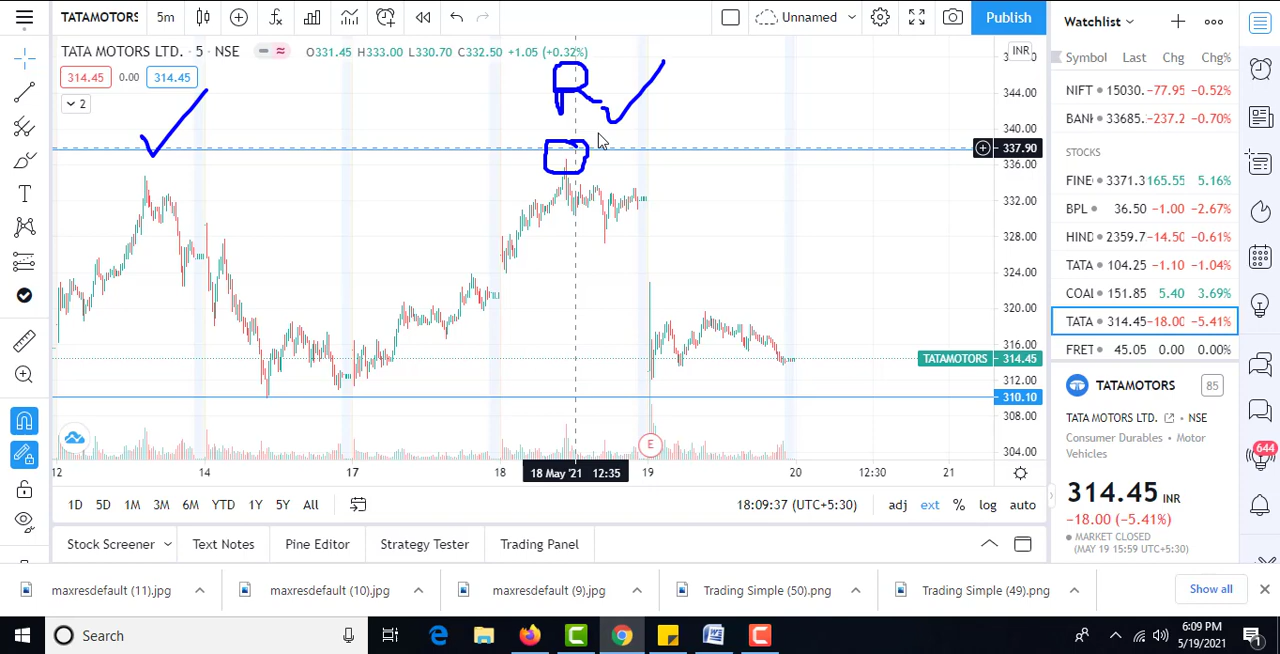 TATAMOTORS 5m Unnamed Publish Watchlist
TATA MOTORS LTD. • 5 • NSE O331.45 H333.00 L330.70 C332.50 +1.05 (+0.32%) INR Symbol Last Chg Chg%
314.45 0.00 314.45
2
R
344.00
340.00
337.90
336.00
332.00
328.00
324.00
320.00
316.00
TATAMOTORS 314.45
312.00
310.10
308.00
304.00
E
12 14 17 18 18 May '21 12:35 19 20 12:30 21
NIFT 15030. −77.95 −0.52%
BANI 33685. −237.2 −0.70%
STOCKS
FINE 3371.3 165.55 5.16%
BPL 36.50 −1.00 −2.67%
HIND 2359.7 −14.50 −0.61%
TATA 104.25 −1.10 −1.04%
COAI 151.85 5.40 3.69%
TATA 314.45 −18.00 −5.41%
FRET 45.05 0.00 0.00%
TATAMOTORS 85
TATA MOTORS LTD. • NSE
Consumer Durables • Motor
Vehicles
314.45 INR
−18.00 (−5.41%)
MARKET CLOSED
(MAY 19 15:59 UTC+5:30)
644
1D 5D 1M 3M 6M YTD 1Y 5Y All 18:09:37 (UTC+5:30) adj ext % log auto
Stock Screener Text Notes Pine Editor Strategy Tester Trading Panel
maxresdefault (11).jpg maxresdefault (10).jpg maxresdefault (9).jpg Trading Simple (50).png Trading Simple (49).png Show all
Search 6:09 PM
5/19/2021
1